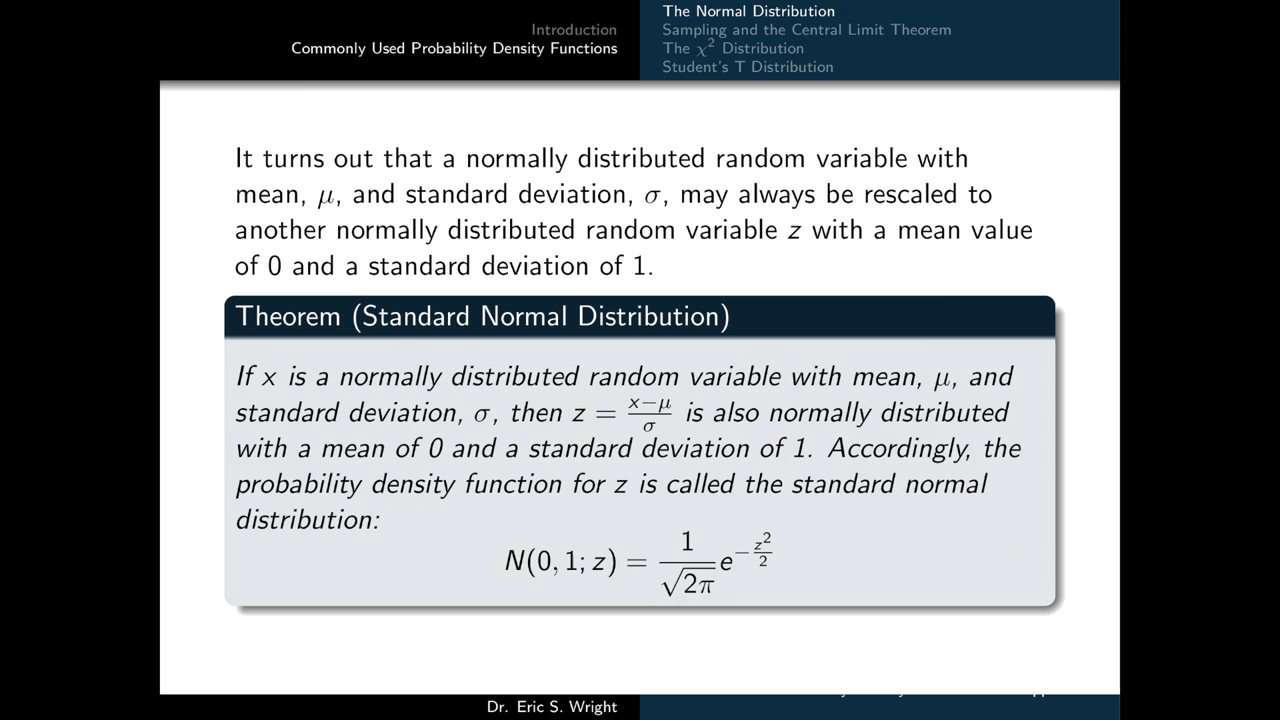 Introduction
Commonly Used Probability Density Functions
The Normal Distribution
Sampling and the Central Limit Theorem
The χ² Distribution
Student's T Distribution
It turns out that a normally distributed random variable with
mean, μ, and standard deviation, σ, may always be rescaled to
another normally distributed random variable z with a mean value
of 0 and a standard deviation of 1.
Theorem (Standard Normal Distribution)
If x is a normally distributed random variable with mean, μ, and
standard deviation, σ, then z = \frac{x−μ}{σ} is also normally distributed
with a mean of 0 and a standard deviation of 1. Accordingly, the
probability density function for z is called the standard normal
distribution:
N(0, 1; z) = \frac{1}{\sqrt{2π}} e^{−\frac{z^2}{2}}
Dr. Eric S. Wright